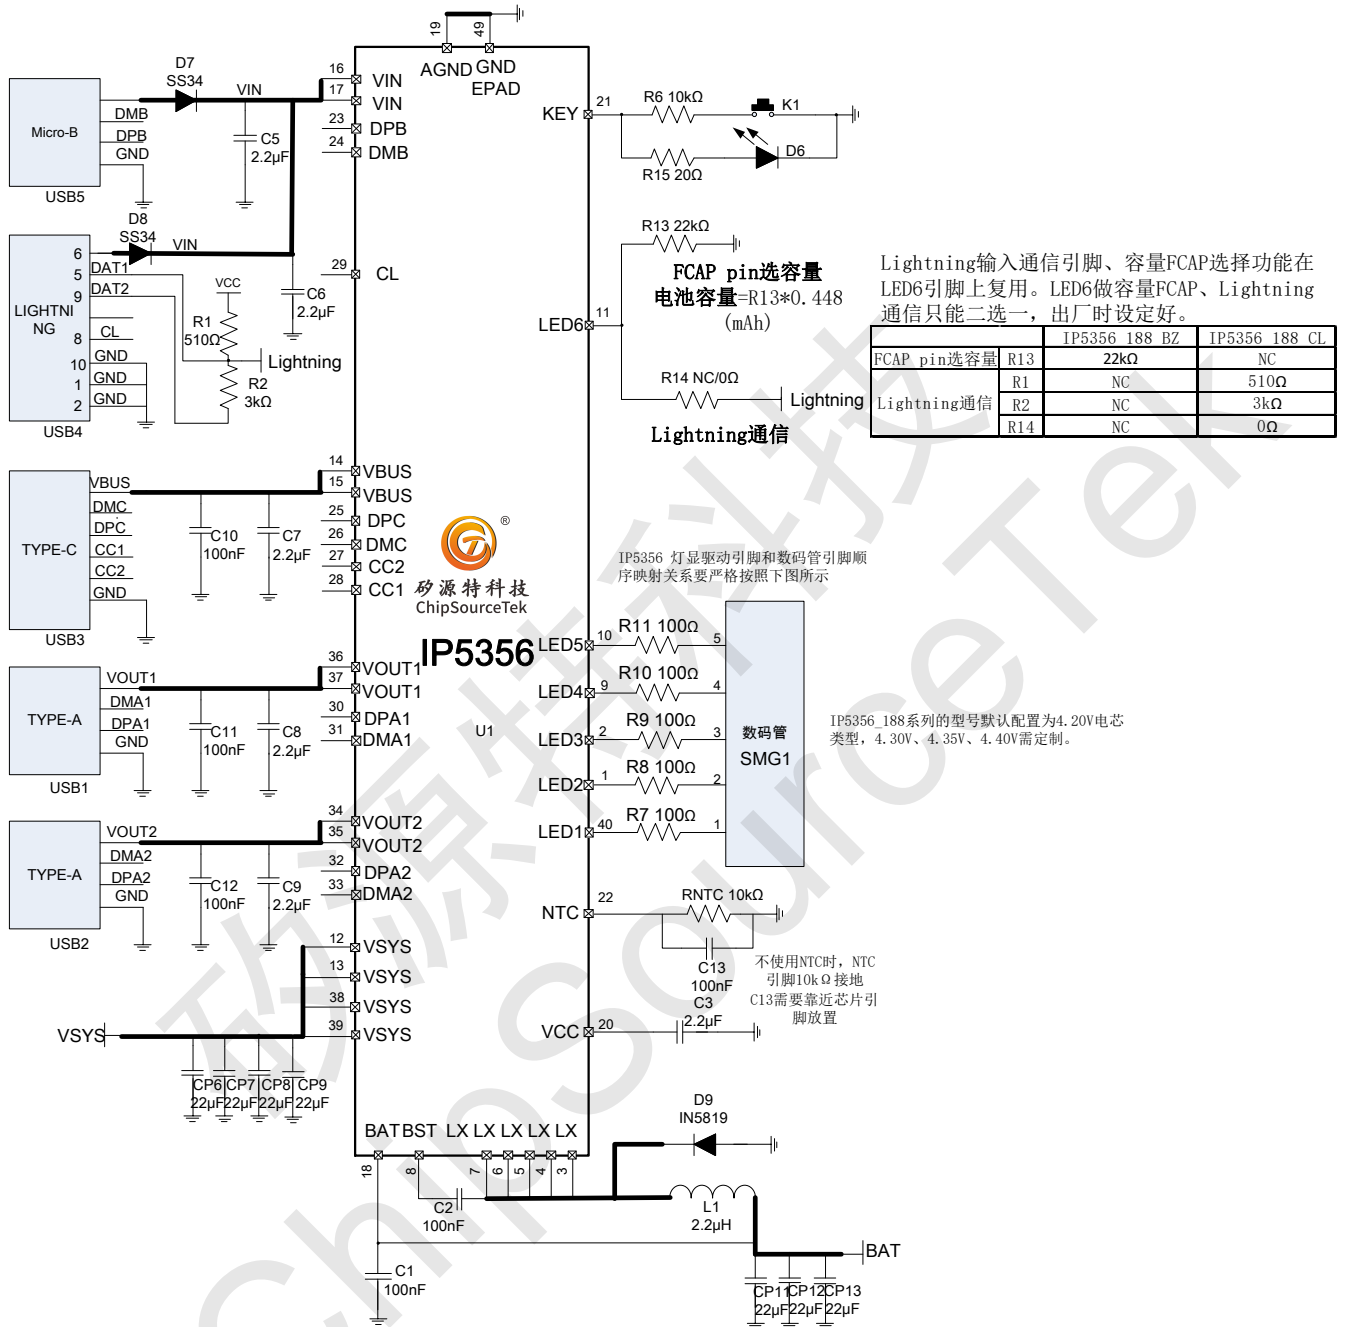 19
49
AGND GND
EPAD
D7
SS34
VIN
16
VIN
17
VIN
Micro-B
DMB
DPB
GND
USB5
C5
2.2μF
23
DPB
24
DMB
21
KEY
R6 10kΩ
K1
D6
R15 20Ω
D8
SS34
VIN
6
5
DAT1
9
DAT2
LIGHTNI
NG
8
CL
10
GND
1
GND
2
GND
USB4
VCC
R1
510Ω
Lightning
R2
3kΩ
C6
2.2μF
29
CL
R13 22kΩ
FCAP pin选容量
电池容量=R13*0.448
(mAh)
11
LED6
R14 NC/0Ω
Lightning
Lightning通信
Lightning输入通信引脚、容量FCAP选择功能在
LED6引脚上复用。LED6做容量FCAP、Lightning
通信只能二选一，出厂时设定好。
IP5356 188 BZ
IP5356 188 CL
FCAP pin选容量 R13 22kΩ NC
R1 NC 510Ω
Lightning通信 R2 NC 3kΩ
R14 NC 0Ω
VBUS
DMC
DPC
TYPE-C
CC1
CC2
GND
USB3
C10
100nF
C7
2.2μF
14
VBUS
15
VBUS
25
DPC
26
DMC
27
CC2
28
CC1
®
矽源特科技
ChipSourceTek
IP5356
U1
IP5356 灯显驱动引脚和数码管引脚顺
序映射关系要严格按照下图所示
LED5 10 R11 100Ω 5
LED4 9 R10 100Ω 4
LED3 2 R9 100Ω 3
LED2 1 R8 100Ω 2
LED1 40 R7 100Ω 1
数码管
SMG1
IP5356_188系列的型号默认配置为4.20V电芯
类型，4.30V、4.35V、4.40V需定制。
VOUT1
DMA1
TYPE-A
DPA1
GND
USB1
C11
100nF
C8
2.2μF
36
VOUT1
37
VOUT1
30
DPA1
31
DMA1
VOUT2
DMA2
TYPE-A
DPA2
GND
USB2
C12
100nF
C9
2.2μF
34
VOUT2
35
VOUT2
32
DPA2
33
DMA2
NTC
22
RNTC 10kΩ
C13
100nF
不使用NTC时，NTC
引脚10kΩ接地
C13需要靠近芯片引
脚放置
12
VSYS
13
VSYS
38
VSYS
39
VSYS
VSYS
CP6 CP7 CP8 CP9
22μF 22μF 22μF 22μF
VCC
20
C3
2.2μF
BAT BST LX LX LX LX LX
18
8
7
6
5
4
3
C2
100nF
C1
100nF
D9
IN5819
L1
2.2μH
BAT
CP11 CP12 CP13
22μF 22μF 22μF
矽源特科技
ChipSourceTek